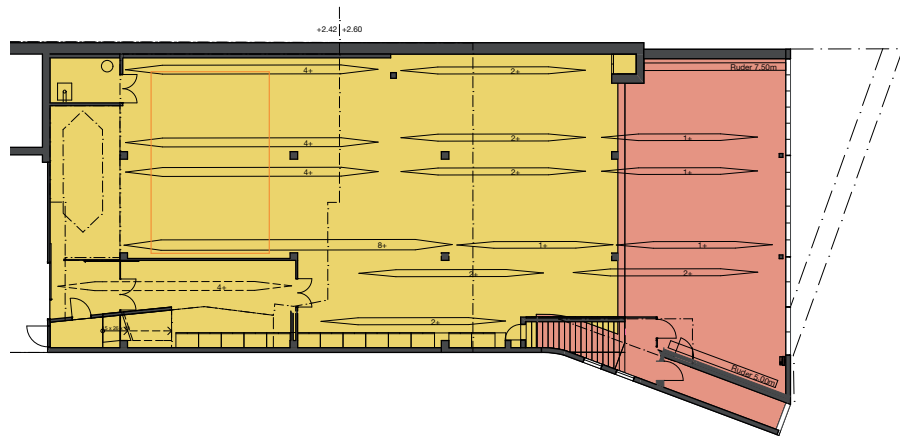 +2.42 +2.60
4+ 2+ Ruder 7.50m
4+ 2+ 1+
4+ 2+ 1+
8+ 1+ 1+
2+ 2+
4+
2+
Ruder 5.00m